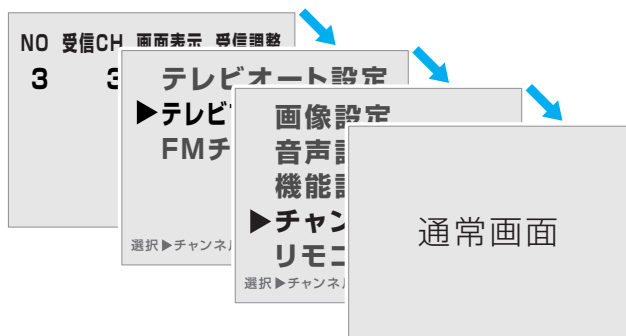 NO 受信CH 画面表示 受信調整
3 3
テレビオート設定
▶テレビ
FMチ
選択▶チャンネル
画像設定
音声
機能
▶チャン
リモコ
選択▶チャンネル
通常画面